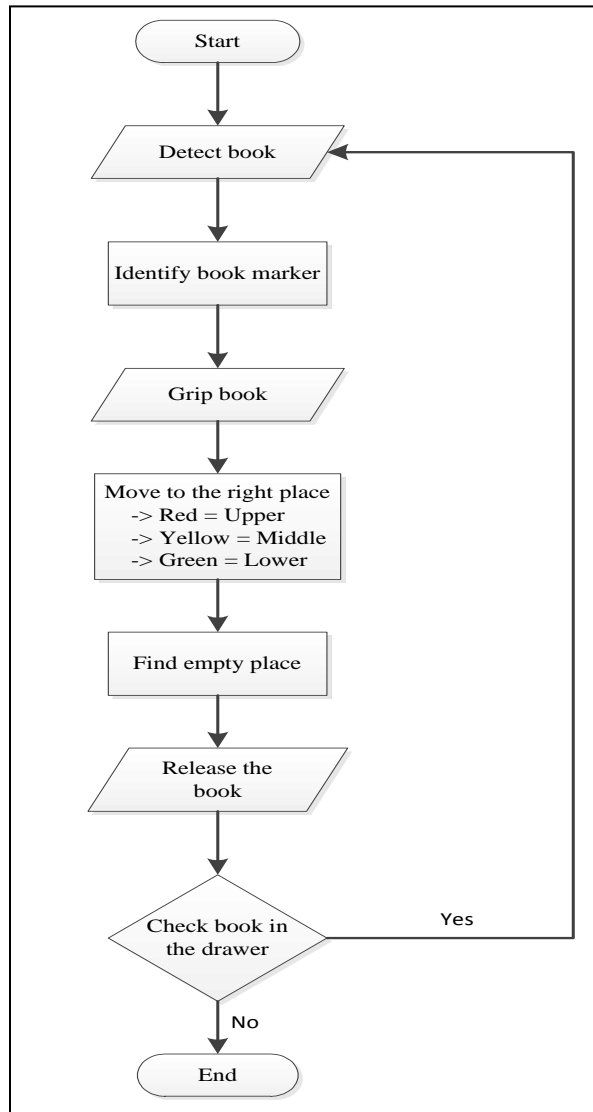 Start
Detect book
Identify book marker
Grip book
Move to the right place
-> Red = Upper
-> Yellow = Middle
-> Green = Lower
Find empty place
Release the
book
Check book in
the drawer
Yes
No
End